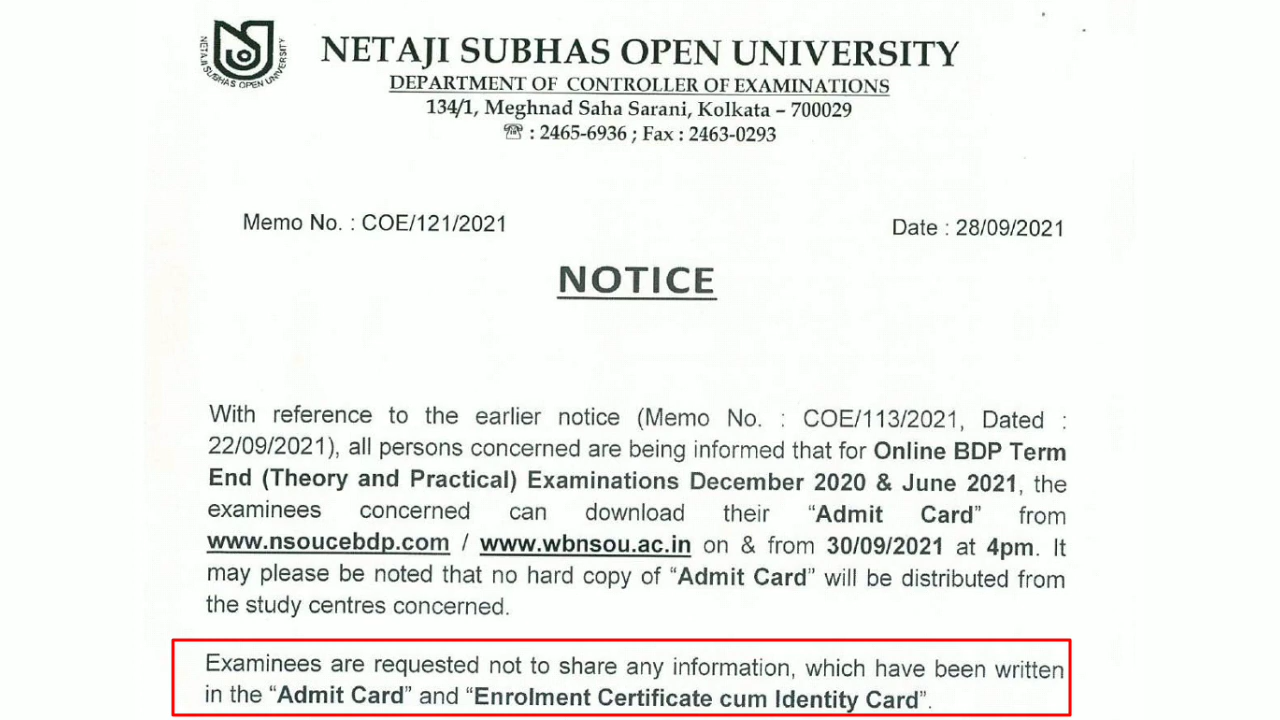 NETAJI SUBHAS OPEN UNIVERSITY
NETAJI SUBHAS OPEN UNIVERSITY
DEPARTMENT OF CONTROLLER OF EXAMINATIONS
134/1, Meghnad Saha Sarani, Kolkata – 700029
☏ : 2465-6936 ; Fax : 2463-0293
Memo No. : COE/121/2021
Date : 28/09/2021
NOTICE
With reference to the earlier notice (Memo No. : COE/113/2021, Dated :
22/09/2021), all persons concerned are being informed that for Online BDP Term
End (Theory and Practical) Examinations December 2020 & June 2021, the
examinees concerned can download their “Admit Card” from
www.nsoucebdp.com / www.wbnsou.ac.in on & from 30/09/2021 at 4pm. It
may please be noted that no hard copy of “Admit Card” will be distributed from
the study centres concerned.
Examinees are requested not to share any information, which have been written
in the “Admit Card” and “Enrolment Certificate cum Identity Card”.